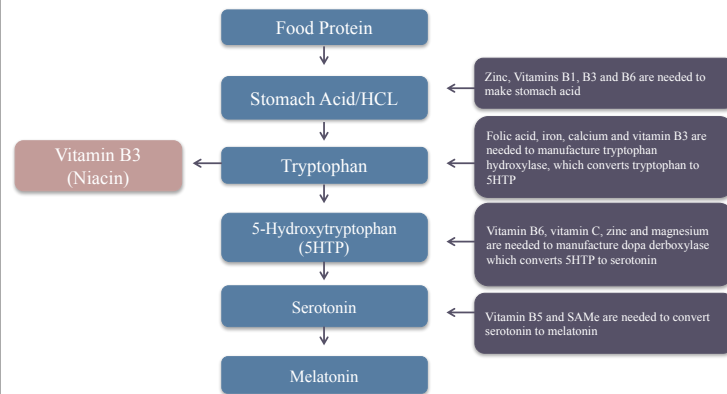 Food Protein
Stomach Acid/HCL
Zinc, Vitamins B1, B3 and B6 are needed to
make stomach acid
Vitamin B3
(Niacin)
Tryptophan
Folic acid, iron, calcium and vitamin B3 are
needed to manufacture tryptophan
hydroxylase, which converts tryptophan to
5HTP
5-Hydroxytryptophan
(5HTP)
Vitamin B6, vitamin C, zinc and magnesium
are needed to manufacture dopa derboxylase
which converts 5HTP to serotonin
Serotonin
Vitamin B5 and SAMe are needed to convert
serotonin to melatonin
Melatonin